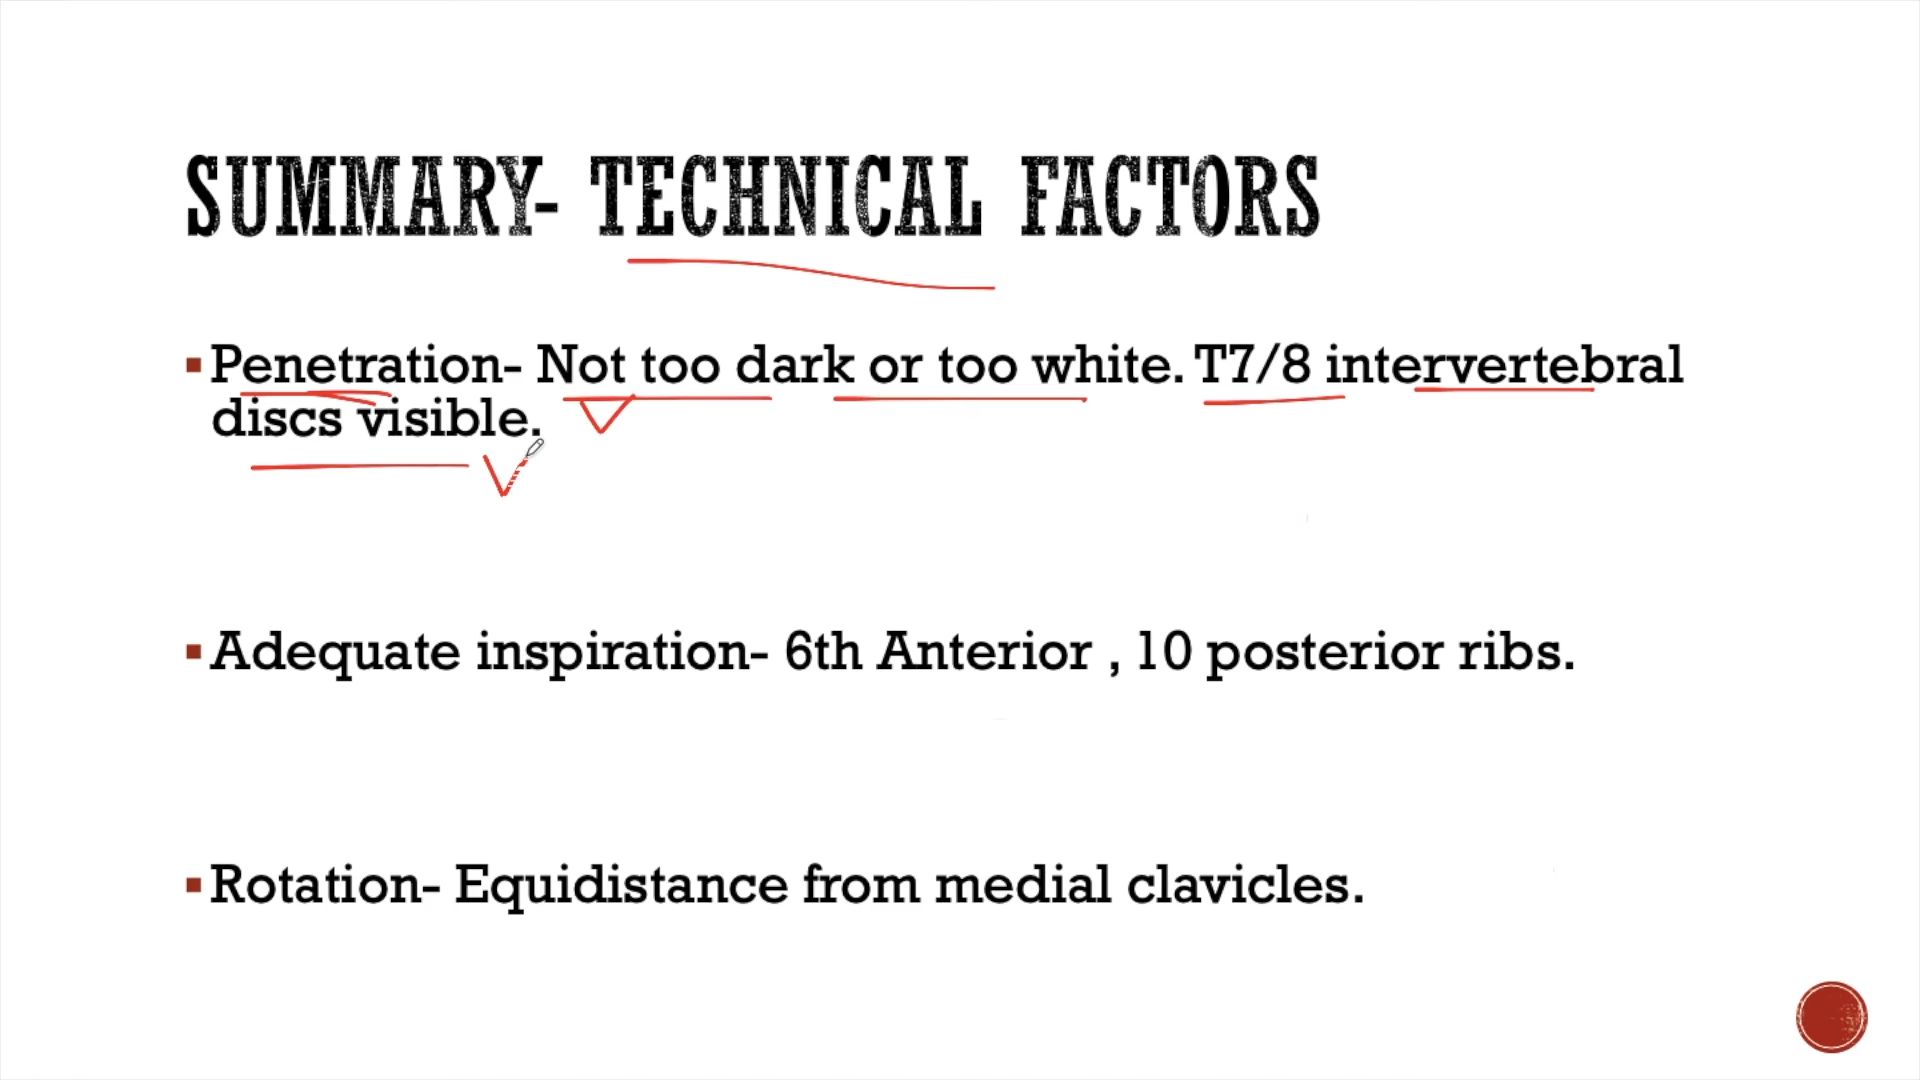 SUMMARY- TECHNICAL FACTORS
Penetration- Not too dark or too white. T7/8 intervertebral
discs visible.
Adequate inspiration- 6th Anterior , 10 posterior ribs.
Rotation- Equidistance from medial clavicles.